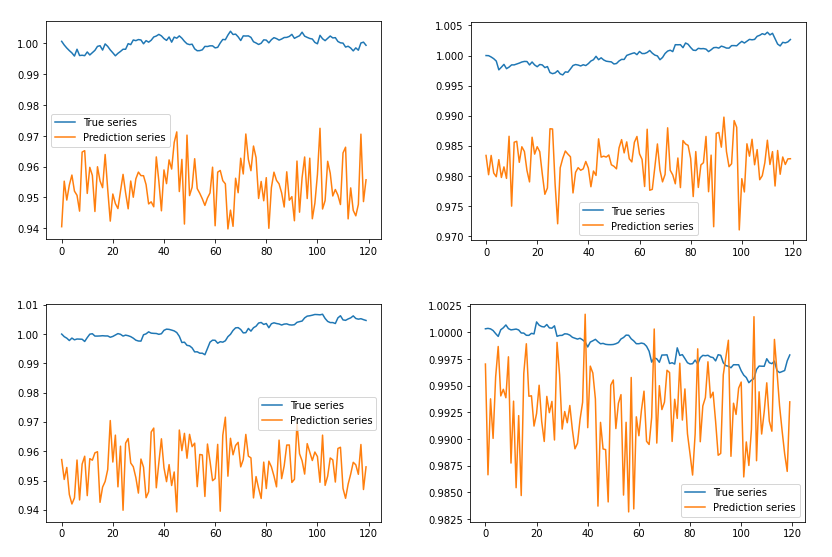 1.00
0.99
0.98
0.97
0.96
0.95
0.94
0 20 40 60 80 100 120
True series
Prediction series
1.005
1.000
0.995
0.990
0.985
0.980
0.975
0.970
0 20 40 60 80 100 120
True series
Prediction series
1.01
1.00
0.99
0.98
0.97
0.96
0.95
0.94
0 20 40 60 80 100 120
True series
Prediction series
1.0025
1.0000
0.9975
0.9950
0.9925
0.9900
0.9875
0.9850
0.9825
0 20 40 60 80 100 120
True series
Prediction series